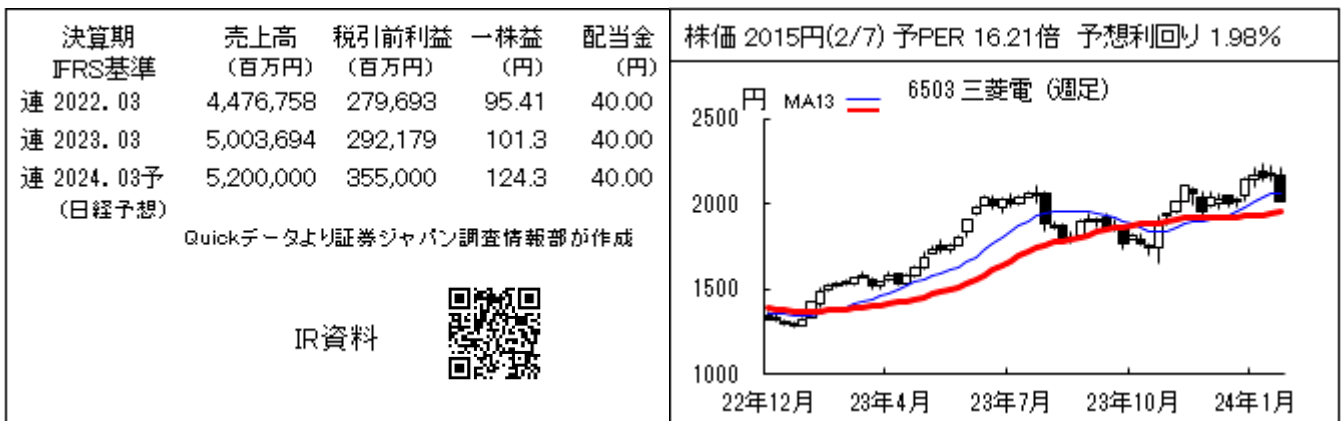 決算期 売上高 税引前利益 一株益 配当金
IFRS基準 （百万円） （百万円） （円） （円）
連 2022.03 4,476,758 279,693 95.41 40.00
連 2023.03 5,003,694 292,179 101.3 40.00
連 2024.03予 5,200,000 355,000 124.3 40.00
（日経予想）
Quickデータより証券ジャパン調査情報部が作成
IR資料
株価 2015円(2/7) 予PER 16.21倍 予想利回り 1.98%
6503 三菱電（週足）
円 MA13
2500
2000
1500
1000
22年12月 23年4月 23年7月 23年10月 24年1月